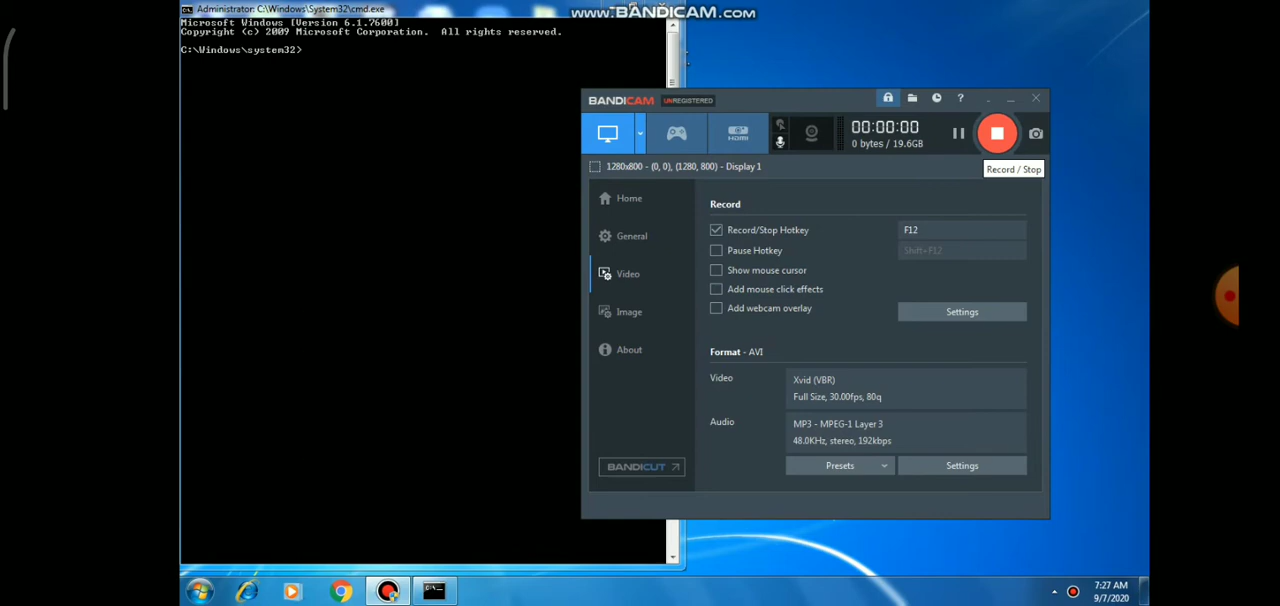 Administrator: C:\Windows\System32\cmd.exe
www.BANDICAM.com
Microsoft Windows [Version 6.1.7600]
Copyright (c) 2009 Microsoft Corporation.  All rights reserved.
C:\Windows\system32>
BANDICAM UNREGISTERED
?
HDMI
00:00:00
0 bytes / 19.6GB
1280x800 - (0, 0), (1280, 800) - Display 1
Record / Stop
Home
General
Video
Image
About
BANDICUT
Record
Record/Stop Hotkey F12
Pause Hotkey Shift+F12
Show mouse cursor
Add mouse click effects
Add webcam overlay
Settings
Format - AVI
Video
Xvid (VBR)
Full Size, 30.00fps, 80q
Audio
MP3 - MPEG-1 Layer 3
48.0KHz, stereo, 192kbps
Presets
Settings
7:27 AM
9/7/2020